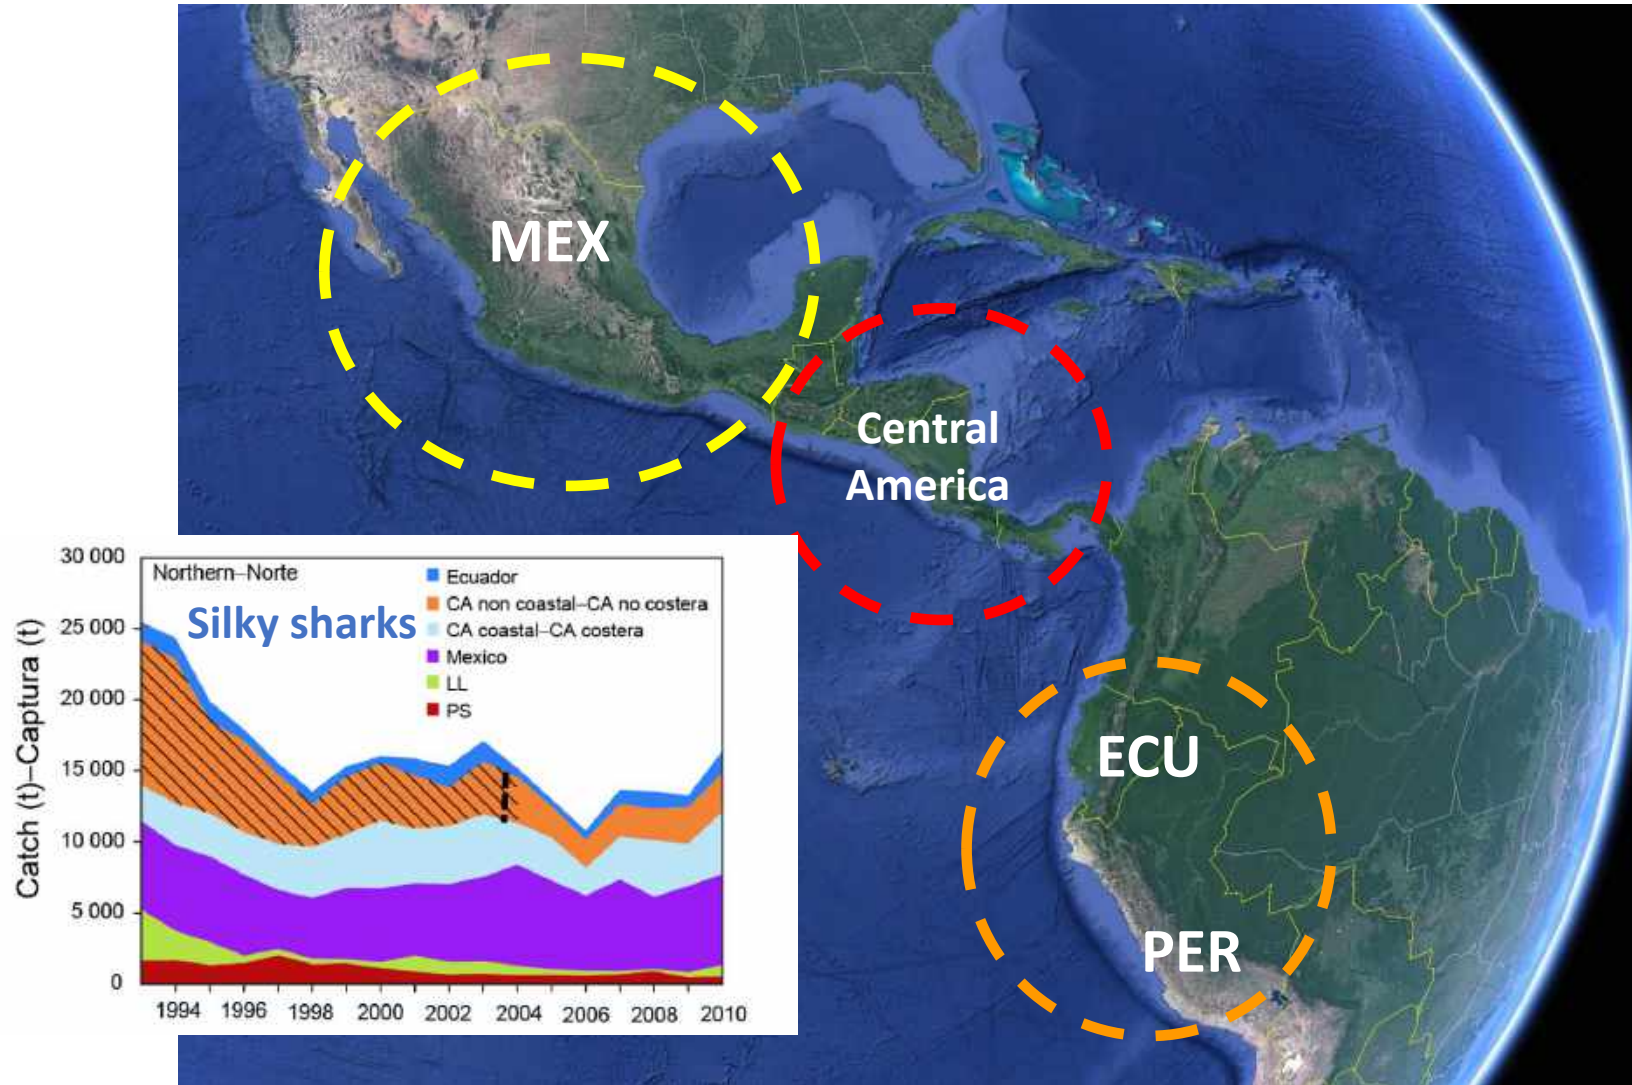 MEX
Central
America
ECU
PER
Northern–Norte
Silky sharks
Ecuador
CA non coastal–CA no costera
CA coastal–CA costera
Mexico
LL
PS
Catch (t)–Captura (t)
30 000
25 000
20 000
15 000
10 000
5 000
0
1994 1996 1998 2000 2002 2004 2006 2008 2010